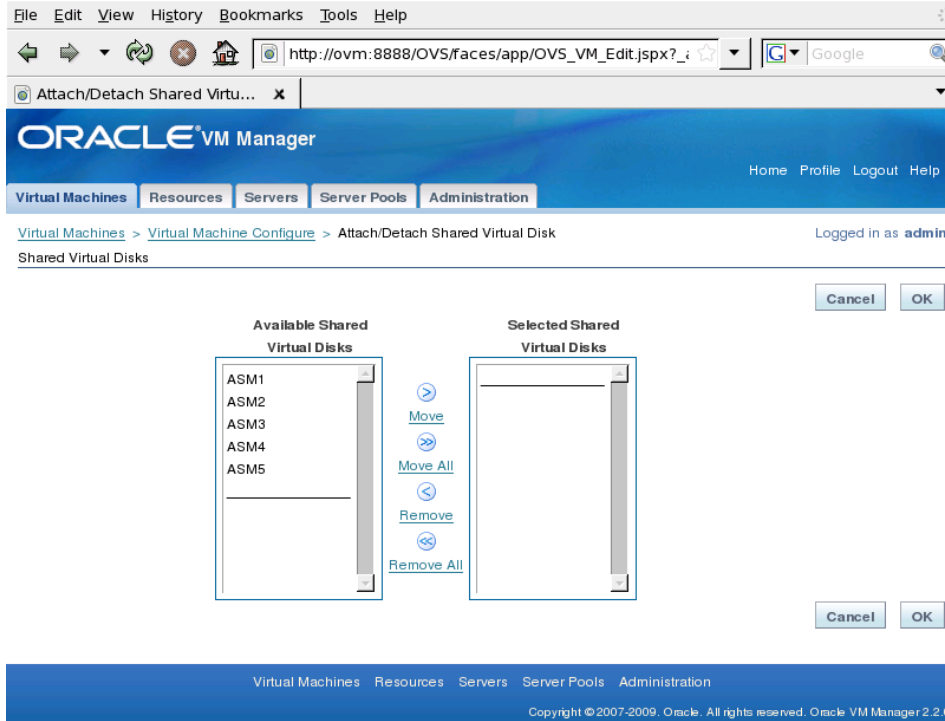 File Edit View History Bookmarks Tools Help
http://ovm:8888/OVS/faces/app/OVS_VM_Edit.jspx?_a
G Google
Attach/Detach Shared Virtu... X
ORACLE VM Manager
Home Profile Logout Help
Virtual Machines Resources Servers Server Pools Administration
Virtual Machines > Virtual Machine Configure > Attach/Detach Shared Virtual Disk
Logged in as admin
Shared Virtual Disks
Cancel OK
Available Shared
Virtual Disks
Selected Shared
Virtual Disks
ASM1
ASM2
ASM3
ASM4
ASM5
Move
Move All
Remove
Remove All
Cancel OK
Virtual Machines Resources Servers Server Pools Administration
Copyright © 2007-2009. Oracle. All rights reserved. Oracle VM Manager 2.2.